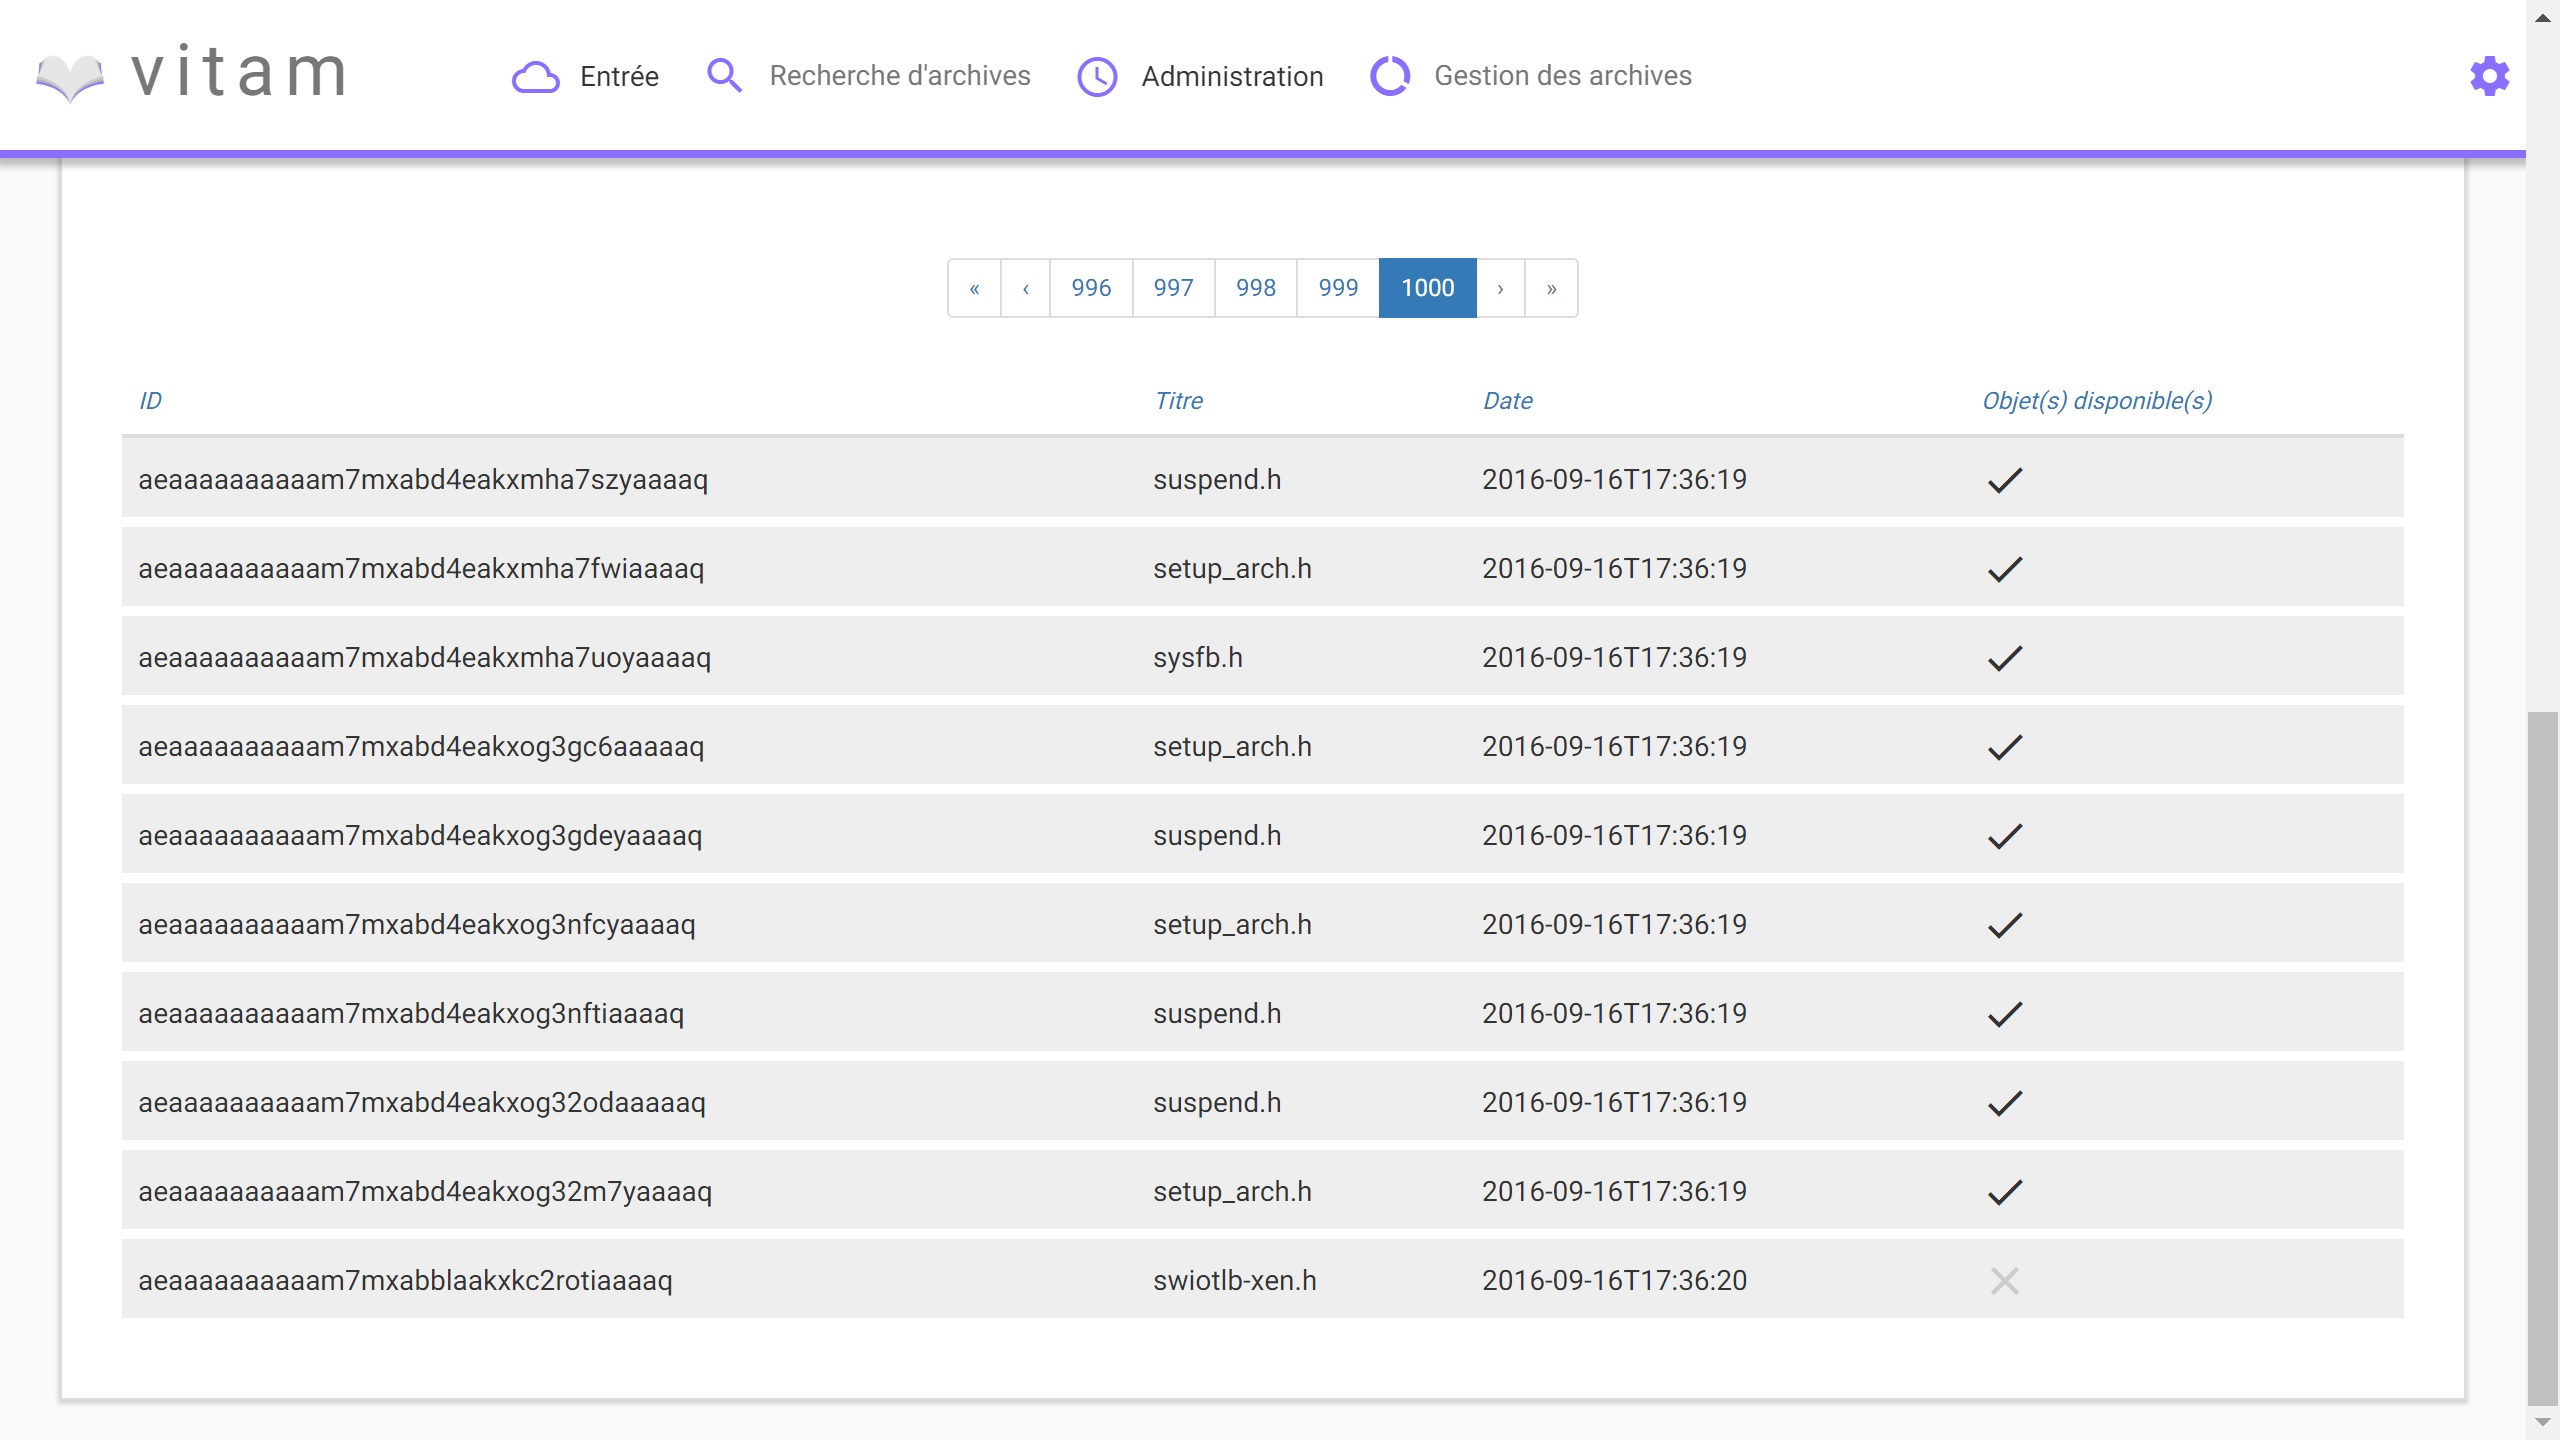 vitam Entrée Recherche d'archives Administration Gestion des archives
« ‹ 996 997 998 999 1000 › »
ID Titre Date Objet(s) disponible(s)
aeaaaaaaaaaam7mxabd4eakxmha7szyaaaaq suspend.h 2016-09-16T17:36:19
aeaaaaaaaaaam7mxabd4eakxmha7fwiaaaaq setup_arch.h 2016-09-16T17:36:19
aeaaaaaaaaaam7mxabd4eakxmha7uoyaaaaq sysfb.h 2016-09-16T17:36:19
aeaaaaaaaaaam7mxabd4eakxog3gc6aaaaaq setup_arch.h 2016-09-16T17:36:19
aeaaaaaaaaaam7mxabd4eakxog3gdeyaaaaq suspend.h 2016-09-16T17:36:19
aeaaaaaaaaaam7mxabd4eakxog3nfcyaaaaq setup_arch.h 2016-09-16T17:36:19
aeaaaaaaaaaam7mxabd4eakxog3nftiaaaaq suspend.h 2016-09-16T17:36:19
aeaaaaaaaaaam7mxabd4eakxog32odaaaaaq suspend.h 2016-09-16T17:36:19
aeaaaaaaaaaam7mxabd4eakxog32m7yaaaaq setup_arch.h 2016-09-16T17:36:19
aeaaaaaaaaaam7mxabblaakxkc2rotiaaaaq swiotlb-xen.h 2016-09-16T17:36:20